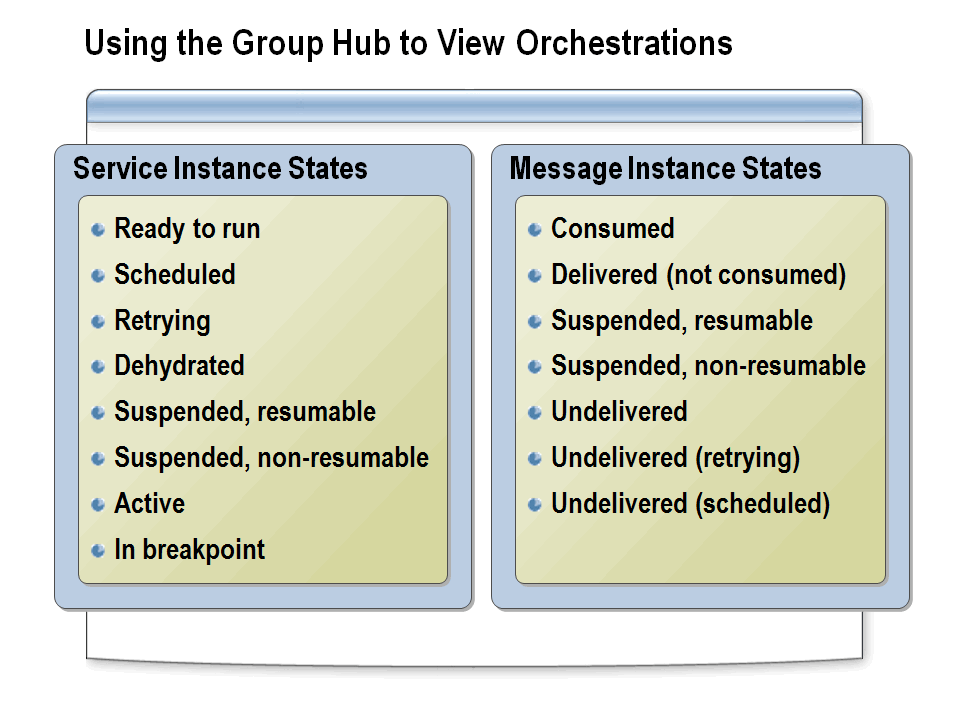 Using the Group Hub to View Orchestrations
Service Instance States
Ready to run
Scheduled
Retrying
Dehydrated
Suspended, resumable
Suspended, non-resumable
Active
In breakpoint
Message Instance States
Consumed
Delivered (not consumed)
Suspended, resumable
Suspended, non-resumable
Undelivered
Undelivered (retrying)
Undelivered (scheduled)